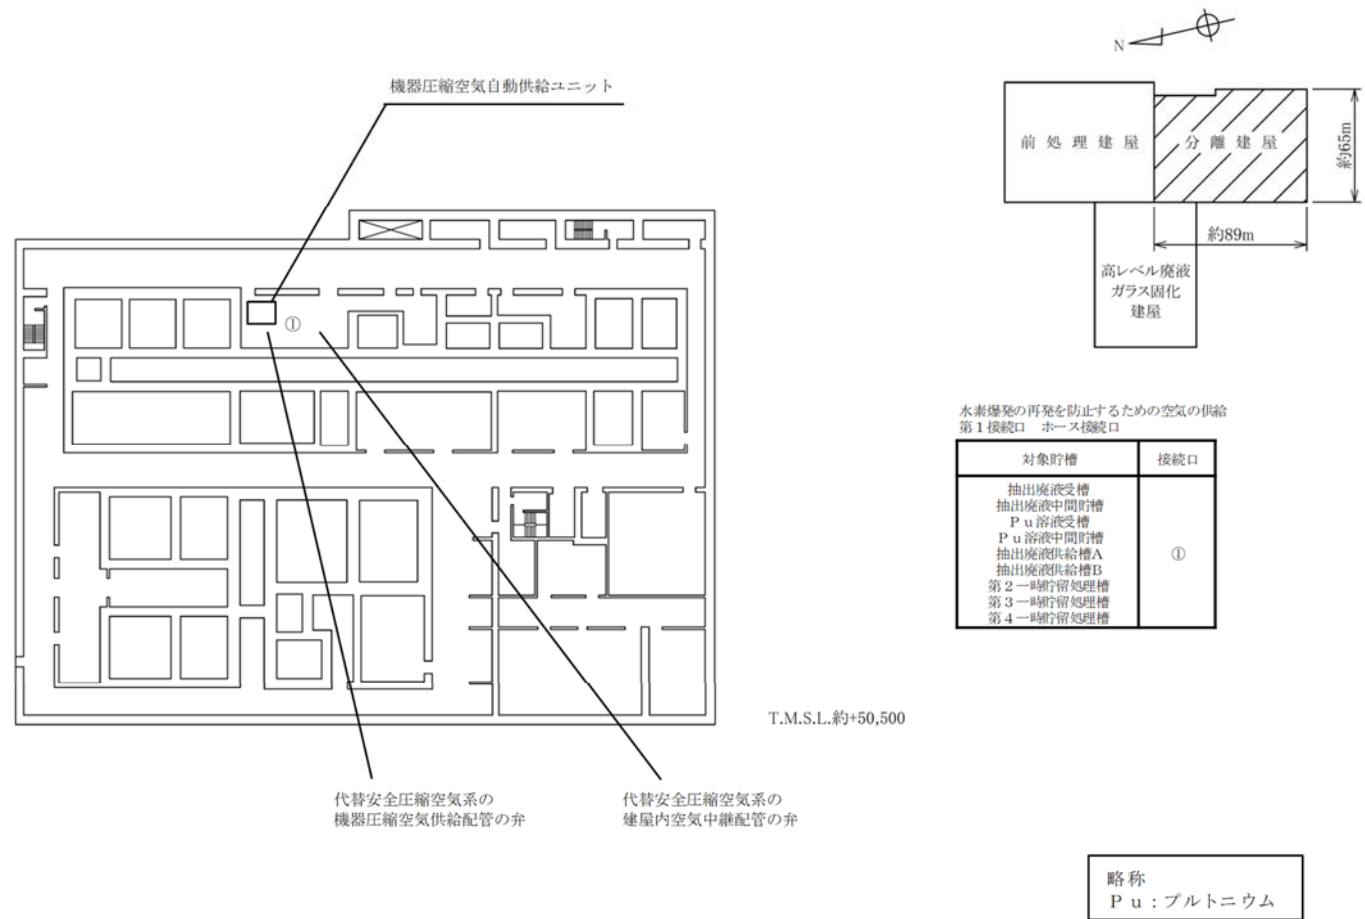 機器圧縮空気自動供給ユニット
①
代替安全圧縮空気系の
機器圧縮空気供給配管の弁
代替安全圧縮空気系の
建屋内空気中継配管の弁
T.M.S.L.約+50,500
N
前処理建屋
分離建屋
約65m
約89m
高レベル廃液
ガラス固化
建屋
水素爆発の再発を防止するための空気の供給
第1接続口 ホース接続口
対象貯槽 接続口
抽出廃液受槽
抽出廃液中間貯槽
Pu溶液受槽
Pu溶液中間貯槽
抽出廃液供給槽A
抽出廃液供給槽B
第2一時貯留処理槽
第3一時貯留処理槽
第4一時貯留処理槽
①
略称
Pu:プルトニウム